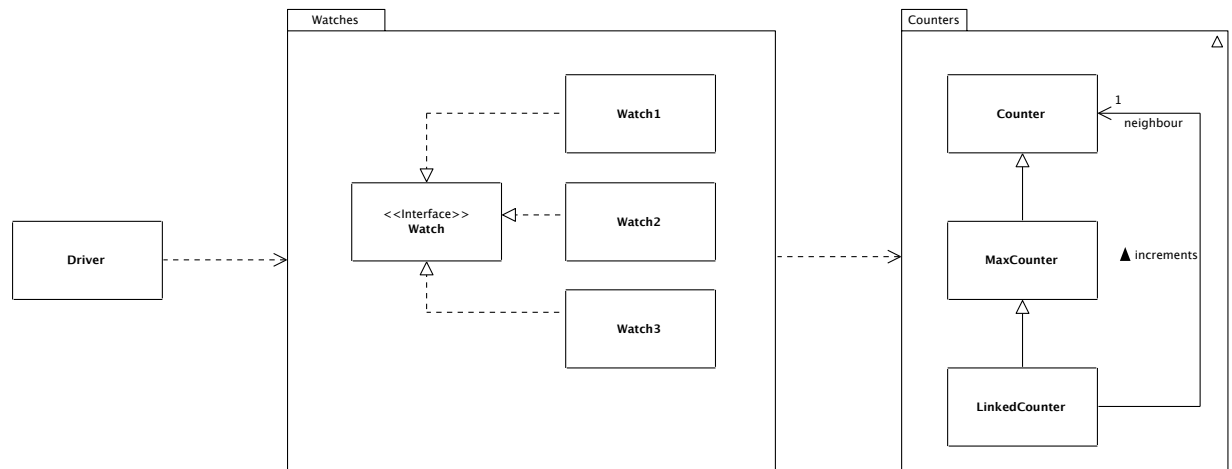 Watches
Counters
Watch1
<<Interface>>
Watch
Watch2
Watch3
Driver
Counter
1
neighbour
MaxCounter
increments
LinkedCounter